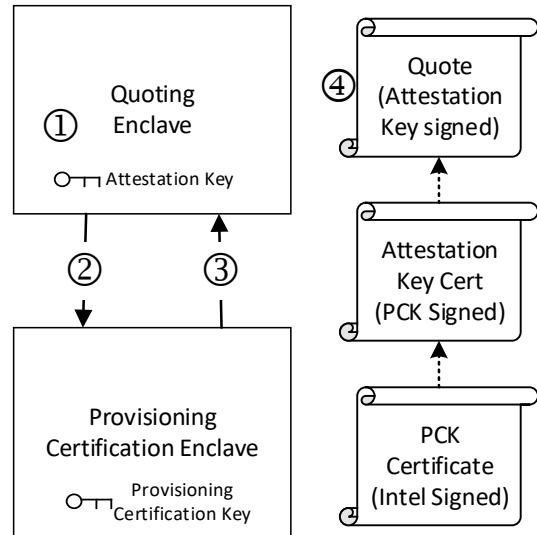 Quoting
Enclave
①
Attestation Key
②
③
Provisioning
Certification Enclave
Provisioning
Certification Key
④
Quote
(Attestation
Key signed)
Attestation
Key Cert
(PCK Signed)
PCK
Certificate
(Intel Signed)